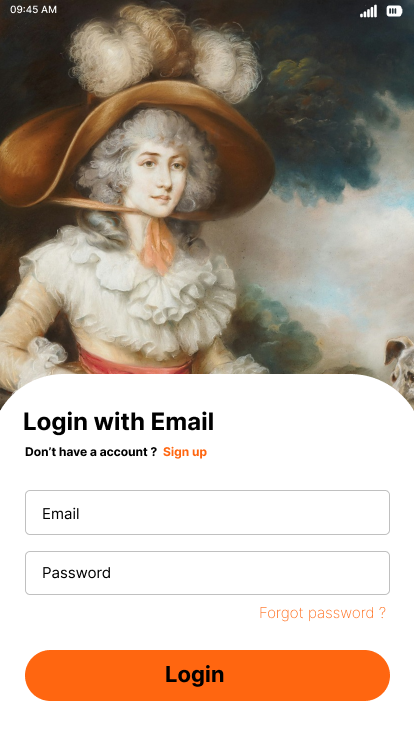 09:45 AM
Login with Email
Don’t have a account ? Sign up
Email
Password
Forgot password ?
Login